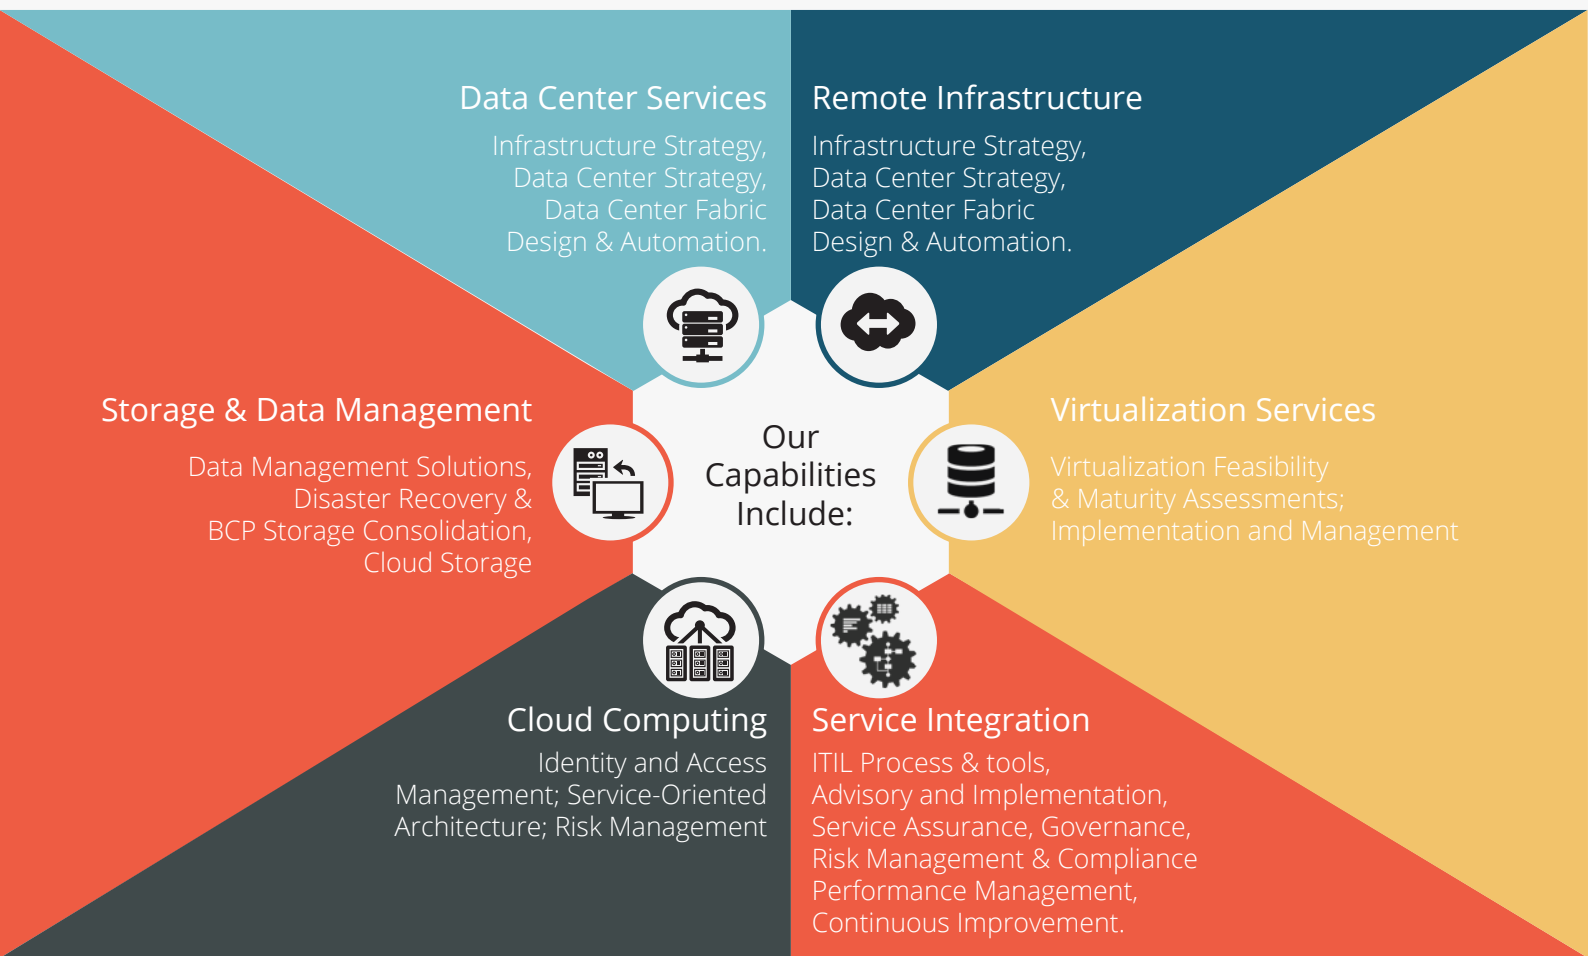 Data Center Services
Infrastructure Strategy,
Data Center Strategy,
Data Center Fabric
Design & Automation.
Remote Infrastructure
Infrastructure Strategy,
Data Center Strategy,
Data Center Fabric
Design & Automation.
Storage & Data Management
Data Management Solutions,
Disaster Recovery &
BCP Storage Consolidation,
Cloud Storage
Our
Capabilities
Include:
Virtualization Services
Virtualization Feasibility
& Maturity Assessments;
Implementation and Management
Cloud Computing
Identity and Access
Management; Service-Oriented
Architecture; Risk Management
Service Integration
ITIL Process & tools,
Advisory and Implementation,
Service Assurance, Governance,
Risk Management & Compliance
Performance Management,
Continuous Improvement.